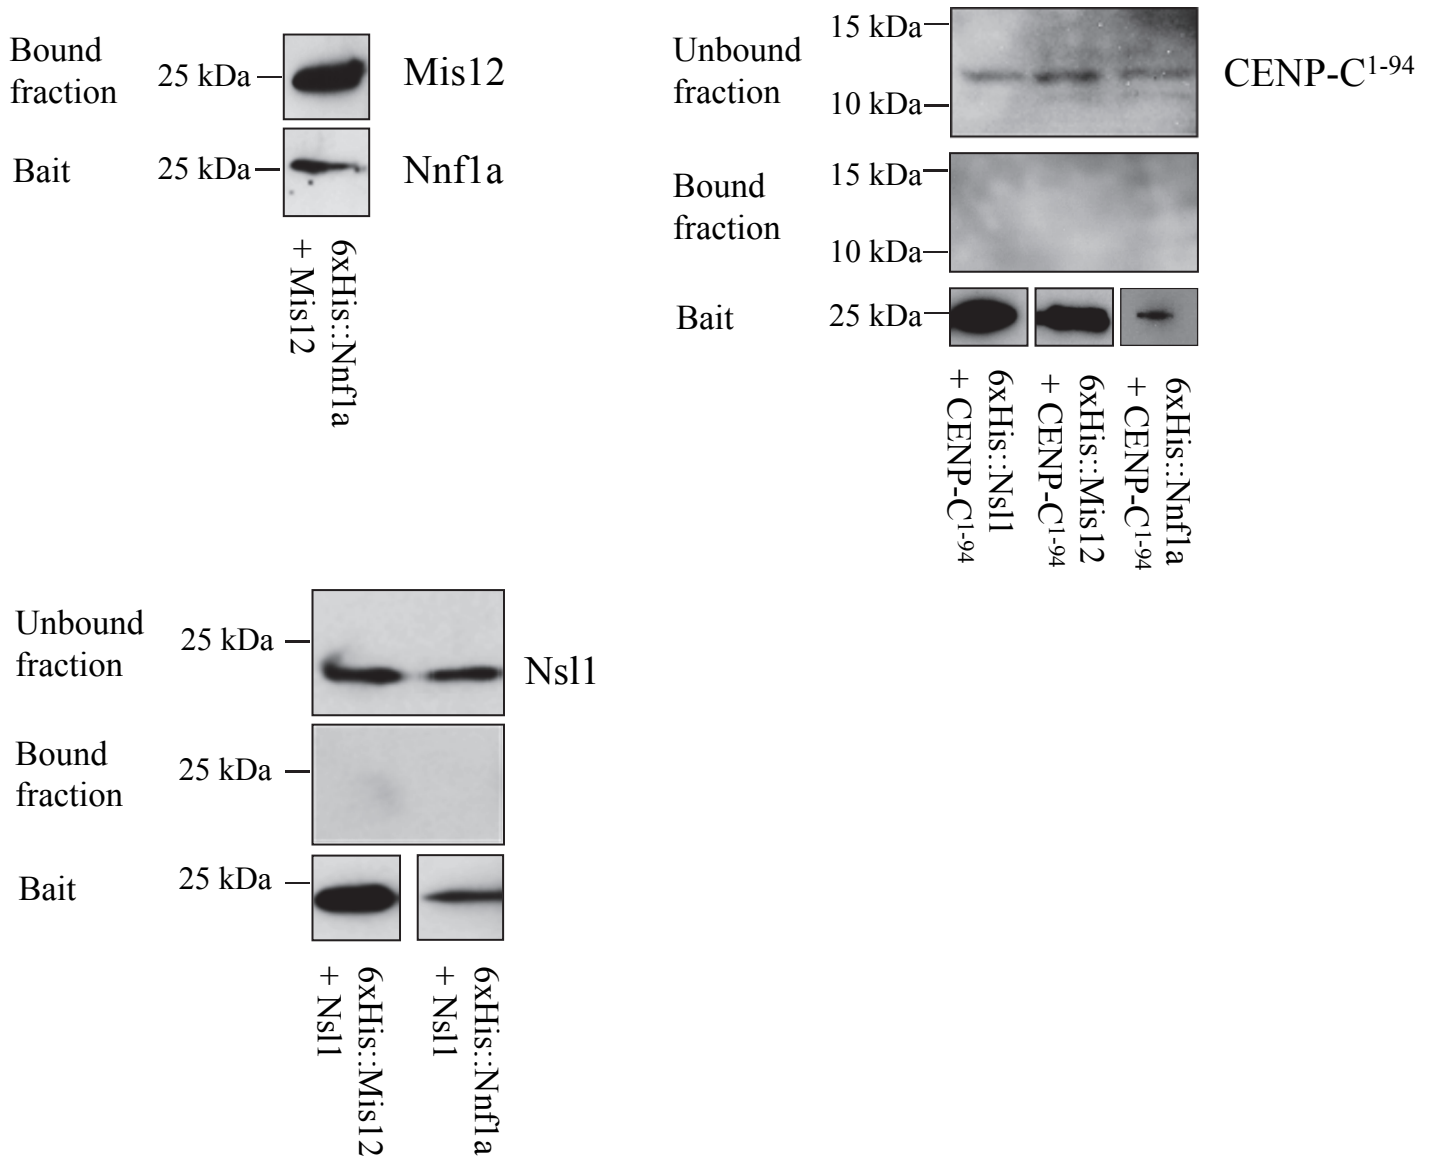 Bound
fraction
25 kDa
Mis12
Bait
25 kDa
Nnf1a
6xHis::Nnf1a
+ Mis12
Unbound
fraction
15 kDa
10 kDa
CENP-C1-94
Bound
fraction
15 kDa
10 kDa
Bait
25 kDa
6xHis::Nsl1
+ CENP-C1-94
6xHis::Mis12
+ CENP-C1-94
6xHis::Nnf1a
+ CENP-C1-94
Unbound
fraction
25 kDa
Nsl1
Bound
fraction
25 kDa
Bait
25 kDa
6xHis::Mis12
+ Nsl1
6xHis::Nnf1a
+ Nsl1